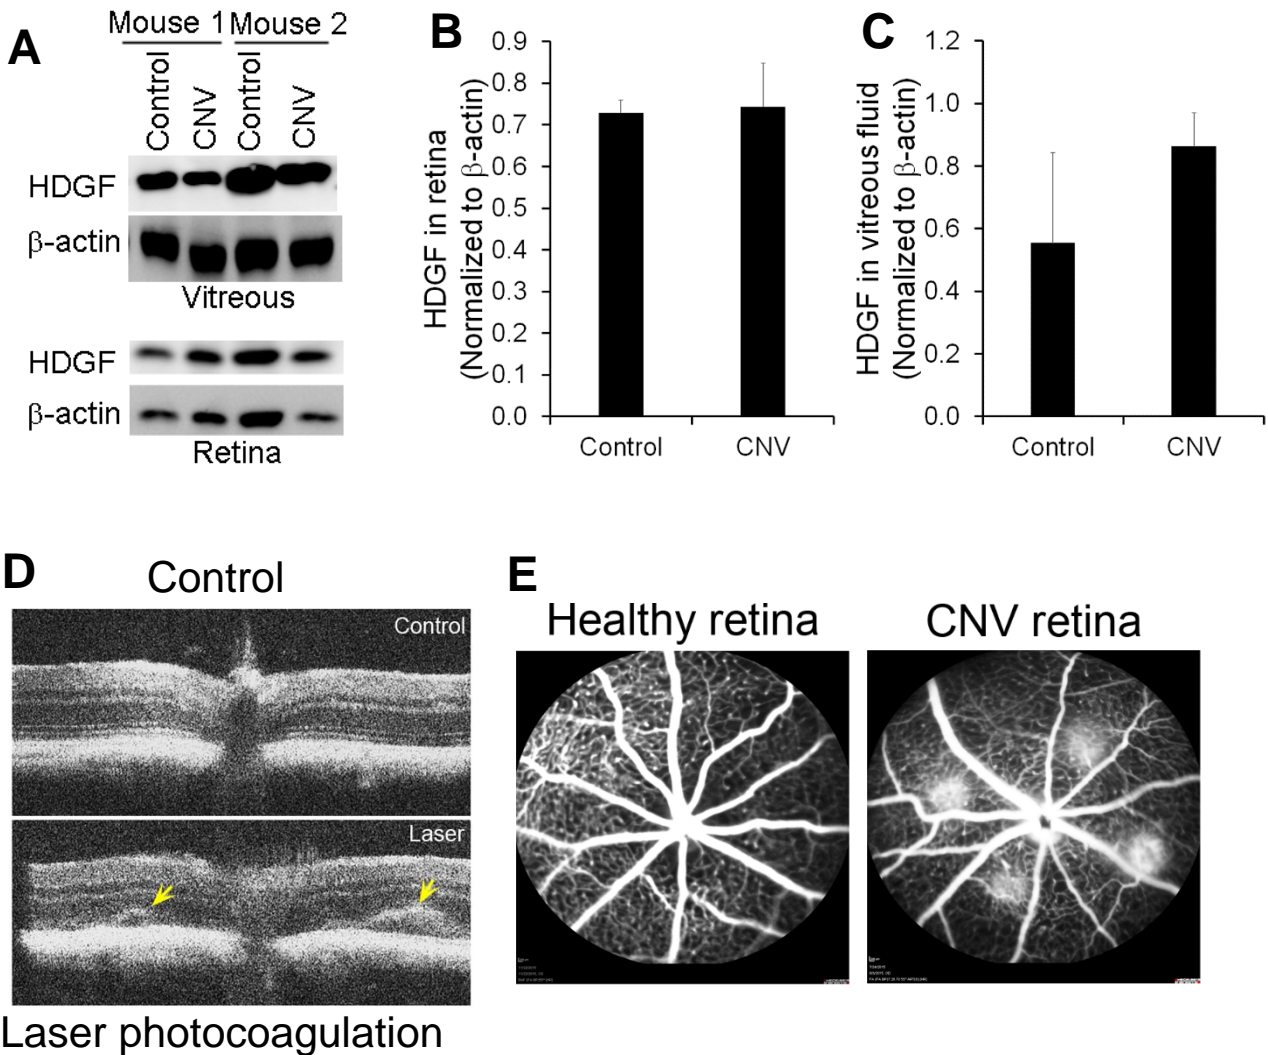 A
Mouse 1 Mouse 2
Control
CNV
Control
CNV
HDGF
β-actin
Vitreous
HDGF
β-actin
Retina
B
HDGF in retina
(Normalized to β-actin)
0.9
0.8
0.7
0.6
0.5
0.4
0.3
0.2
0.1
0.0
Control CNV
C
HDGF in vitreous fluid
(Normalized to β-actin)
1.2
1.0
0.8
0.6
0.4
0.2
0.0
Control CNV
D
Control
Control
Laser
Laser photocoagulation
E
Healthy retina CNV retina